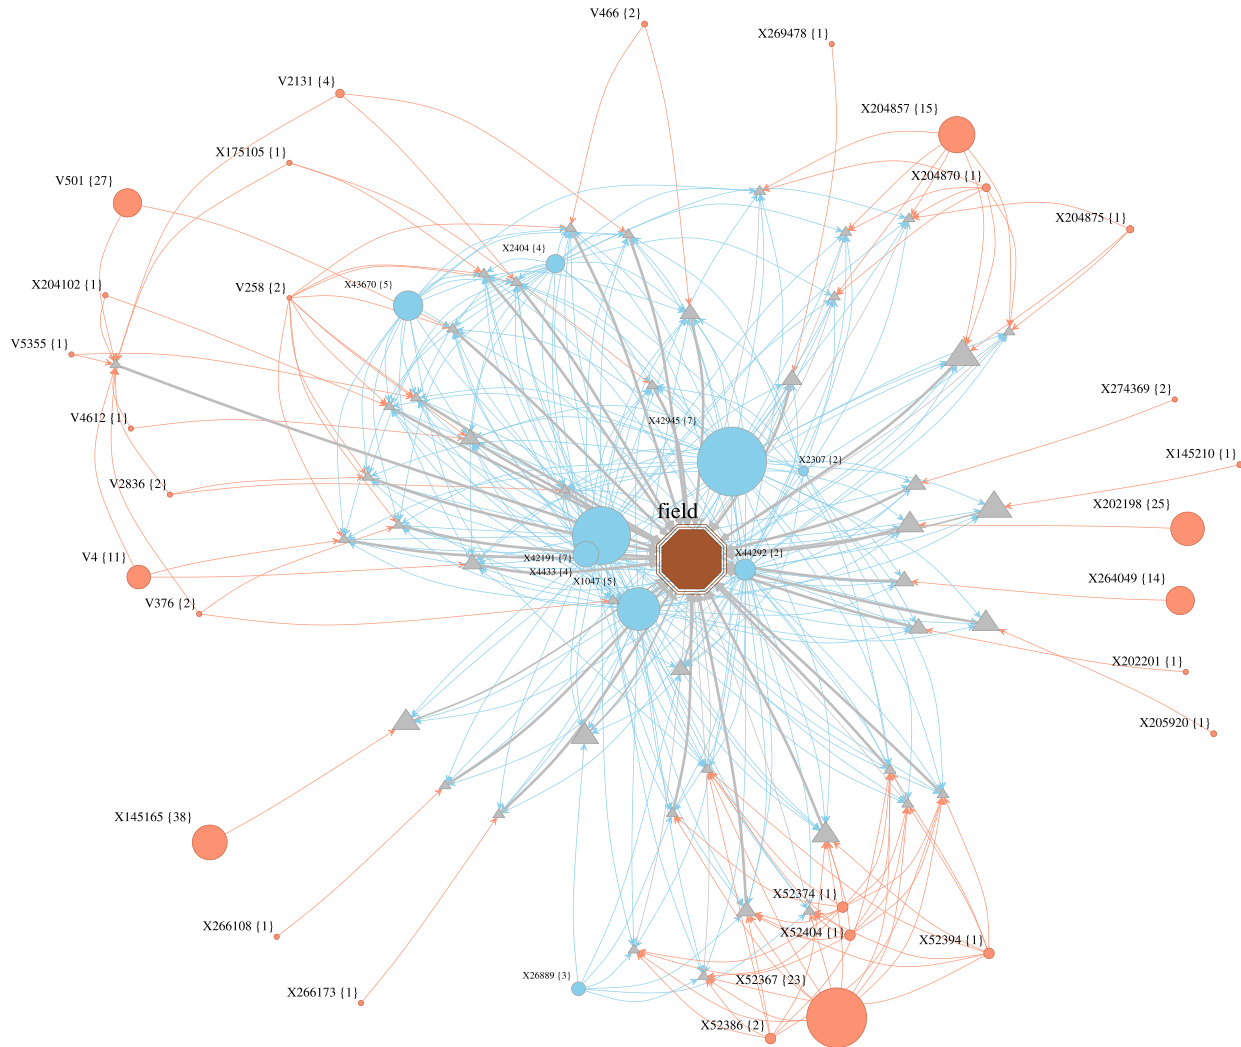 V466 {2}
X269478 {1}
V2131 {4}
X204857 {15}
X175105 {1}
X204870 {1}
V501 {27}
X204875 {1}
X2404 {4}
X204102 {1}
V258 {2}
X43670 {5}
V5355 {1}
X274369 {2}
V4612 {1}
X42945 {7}
X2307 {2}
X145210 {1}
V2836 {2}
X202198 {25}
field
V4 {11}
X42191 {7}
X44292 {2}
X4433 {4}
X1047 {5}
X264049 {14}
V376 {2}
X202201 {1}
X205920 {1}
X145165 {38}
X52374 {1}
X266108 {1}
X52404 {1}
X52394 {1}
X26889 {3}
X52367 {23}
X266173 {1}
X52386 {2}